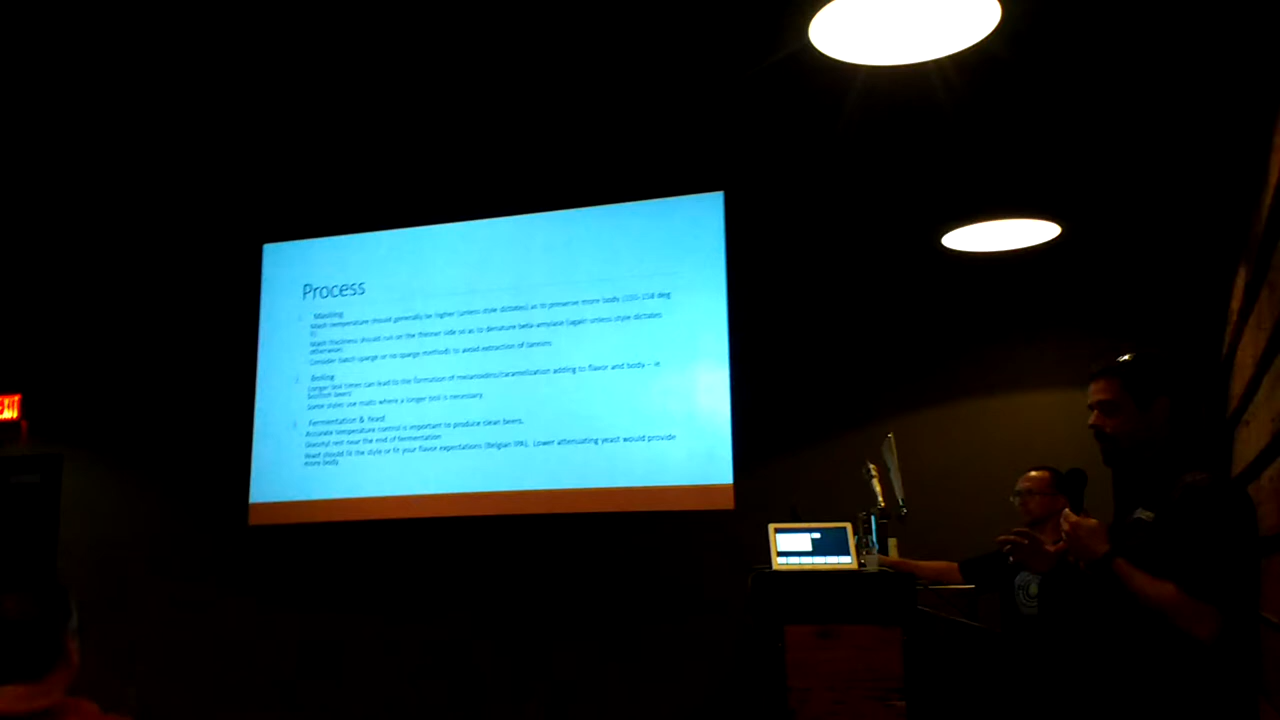 Process
Mashing
Mash temperature should generally be higher (unless style dictates) as to preserve more body (155-158 deg
F)
Mash thickness should run on the thinner side so as to denature beta-amylase (again unless style dictates
otherwise)
Consider batch sparge or no sparge methods to avoid extraction of tannins
Boiling
Longer boil times can lead to the formation of melanoidins/caramelization adding to flavor and body – in
Scottish beers
Some styles use malts where a longer boil is necessary
Fermentation & Yeast
Accurate temperature control is important to produce clean beers.
Diacetyl rest near the end of fermentation
Yeast should fit the style or fit your flavor expectations (Belgian IPA). Lower attenuating yeast would provide
more body
EXIT